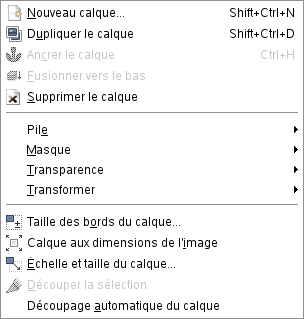 Nouveau calque... Shift+Ctrl+N
Dupliquer le calque Shift+Ctrl+D
Ancrer le calque Ctrl+H
Fusionner vers le bas
Supprimer le calque
Pile
Masque
Transparence
Transformer
Taille des bords du calque...
Calque aux dimensions de l'image
Échelle et taille du calque...
Découper la sélection
Découpage automatique du calque